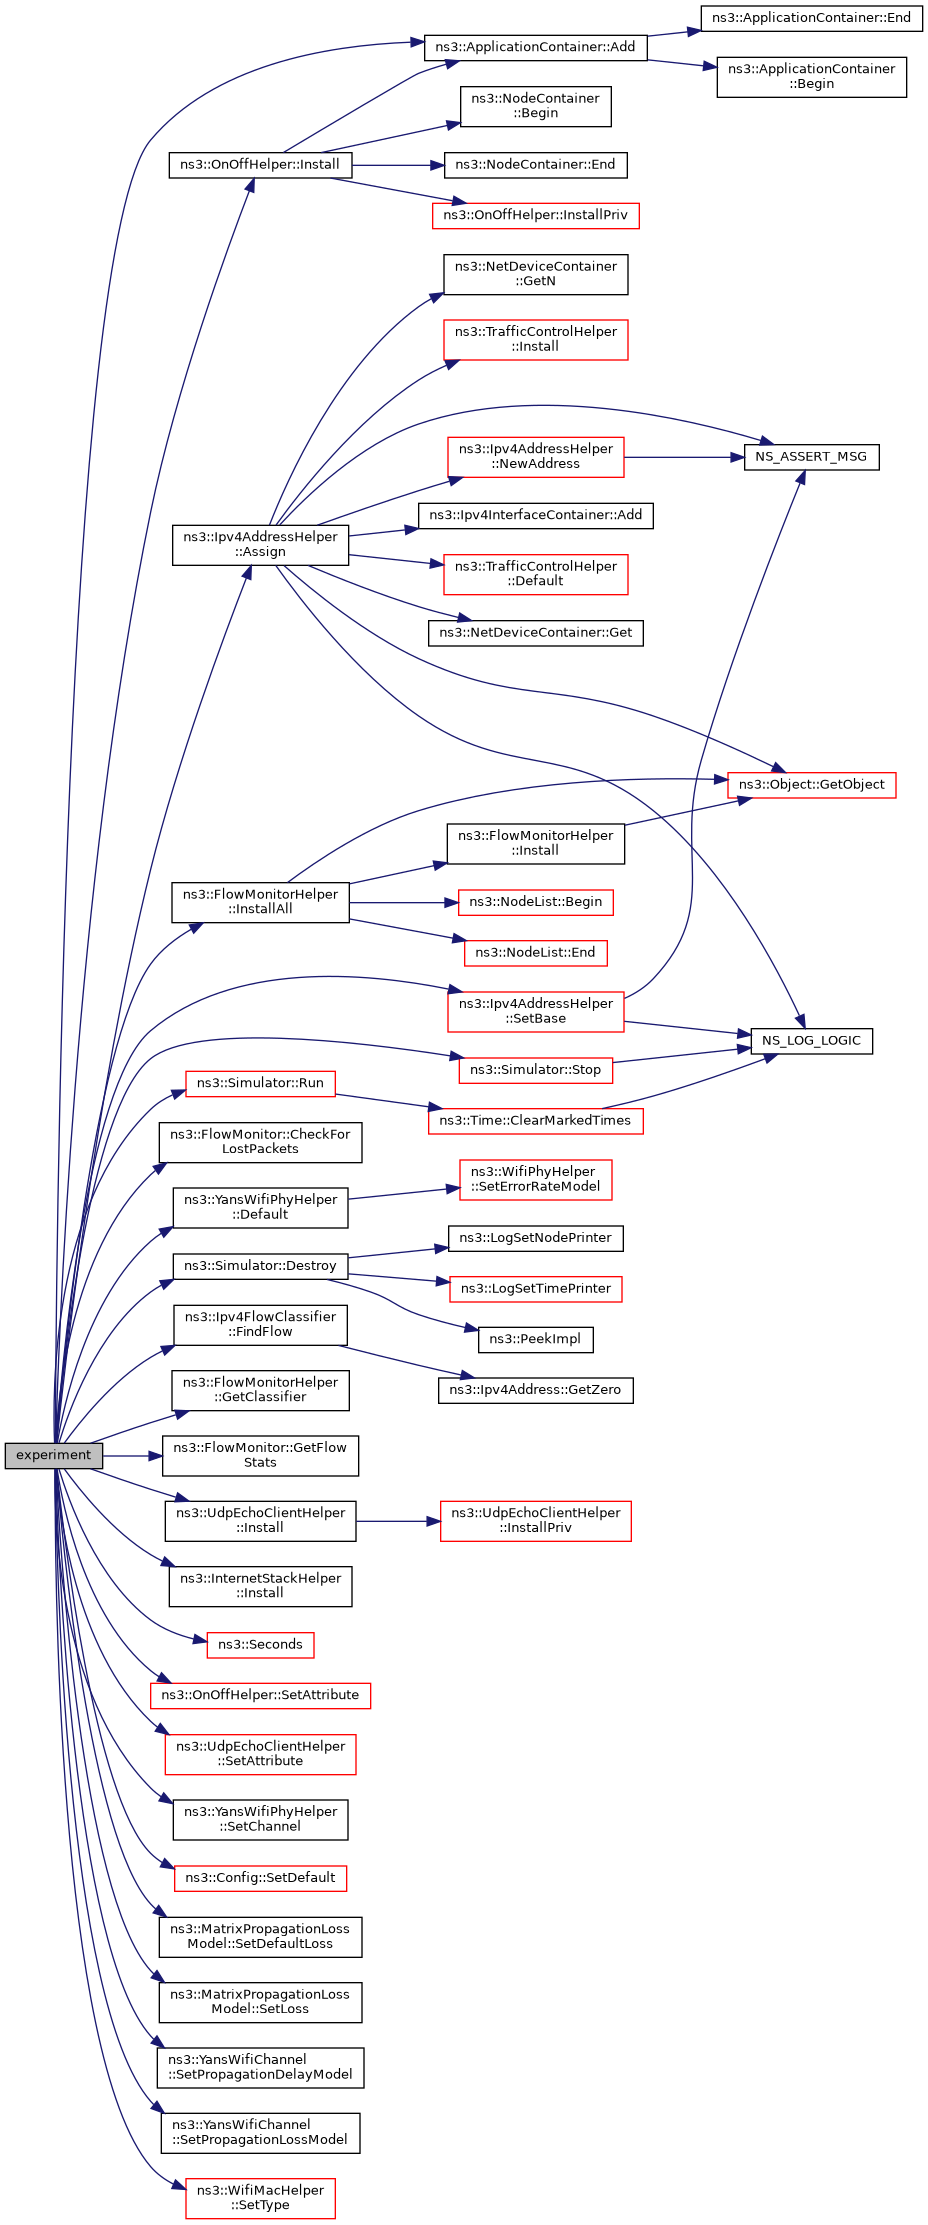 ns3::ApplicationContainer::End
ns3::ApplicationContainer::Add
ns3::ApplicationContainer
::Begin
ns3::NodeContainer
::Begin
ns3::OnOffHelper::Install
ns3::NodeContainer::End
ns3::OnOffHelper::InstallPriv
ns3::NetDeviceContainer
::GetN
ns3::TrafficControlHelper
::Install
ns3::Ipv4AddressHelper
::NewAddress
NS_ASSERT_MSG
ns3::Ipv4InterfaceContainer::Add
ns3::Ipv4AddressHelper
::Assign
ns3::TrafficControlHelper
::Default
ns3::NetDeviceContainer::Get
ns3::Object::GetObject
ns3::FlowMonitorHelper
::Install
ns3::FlowMonitorHelper
::InstallAll
ns3::NodeList::Begin
ns3::NodeList::End
ns3::Ipv4AddressHelper
::SetBase
NS_LOG_LOGIC
ns3::Simulator::Stop
ns3::Simulator::Run
ns3::Time::ClearMarkedTimes
ns3::FlowMonitor::CheckFor
LostPackets
ns3::WifiPhyHelper
::SetErrorRateModel
ns3::YansWifiPhyHelper
::Default
ns3::LogSetNodePrinter
ns3::Simulator::Destroy
ns3::LogSetTimePrinter
ns3::Ipv4FlowClassifier
::FindFlow
ns3::PeekImpl
ns3::FlowMonitorHelper
::GetClassifier
ns3::Ipv4Address::GetZero
experiment
ns3::FlowMonitor::GetFlow
Stats
ns3::UdpEchoClientHelper
::Install
ns3::UdpEchoClientHelper
::InstallPriv
ns3::InternetStackHelper
::Install
ns3::Seconds
ns3::OnOffHelper::SetAttribute
ns3::UdpEchoClientHelper
::SetAttribute
ns3::YansWifiPhyHelper
::SetChannel
ns3::Config::SetDefault
ns3::MatrixPropagationLoss
Model::SetDefaultLoss
ns3::MatrixPropagationLoss
Model::SetLoss
ns3::YansWifiChannel
::SetPropagationDelayModel
ns3::YansWifiChannel
::SetPropagationLossModel
ns3::WifiMacHelper
::SetType